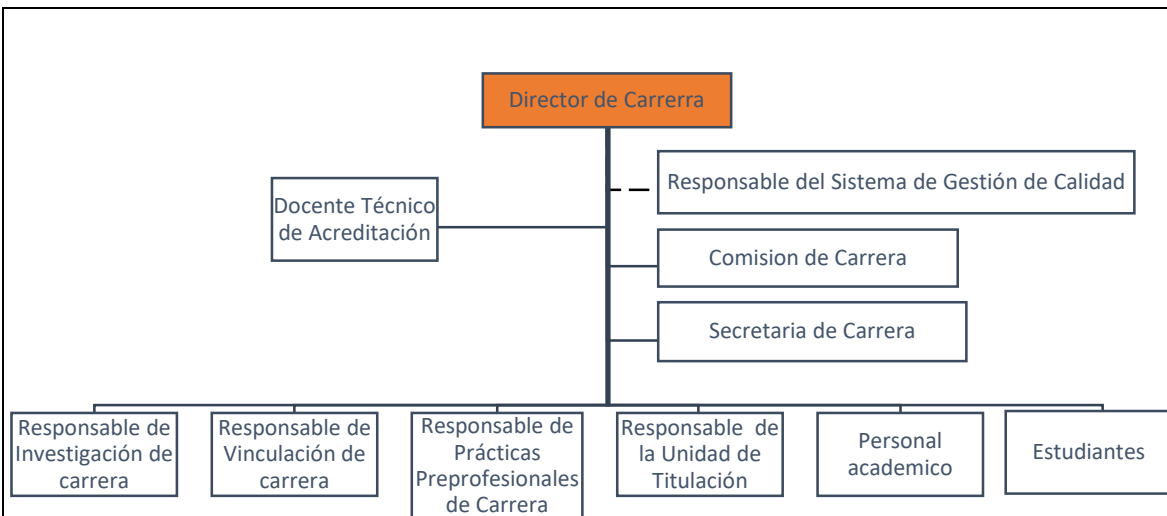 Director de Carrerra
Responsable del Sistema de Gestión de Calidad
Docente Técnico
de Acreditación
Comision de Carrera
Secretaria de Carrera
Responsable de
Investigación de
carrera
Responsable de
Vinculación de
carrera
Responsable de
Prácticas
Preprofesionales
de Carrera
Responsable de
la Unidad de
Titulación
Personal
academico
Estudiantes